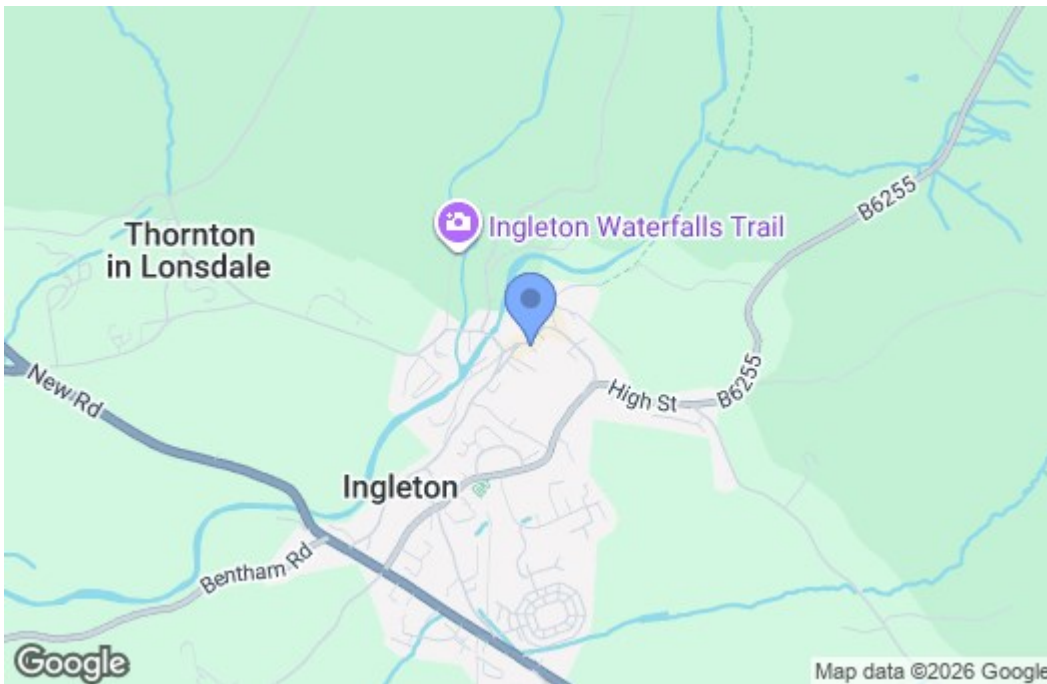 B6255
Ingleton Waterfalls Trail
Thornton
in Lonsdale
B6255
New Rd
High St
Ingleton
Bentham Rd
Google
Map data ©2026 Google